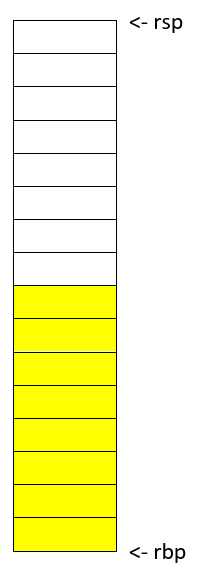 <- rsp
<- rbp